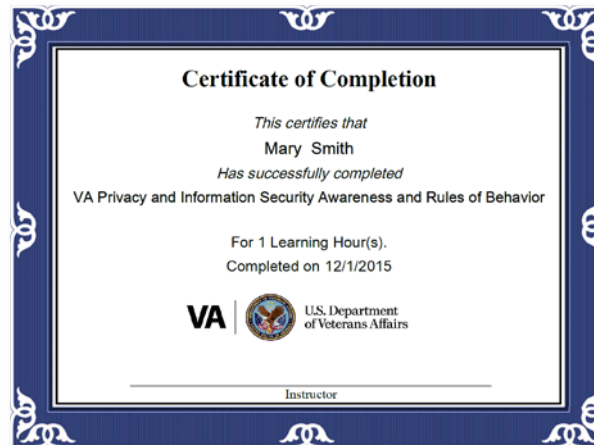 Certificate of Completion
This certifies that
Mary Smith
Has successfully completed
VA Privacy and Information Security Awareness and Rules of Behavior
For 1 Learning Hour(s).
Completed on 12/1/2015
VA
U.S. Department
of Veterans Affairs
Instructor